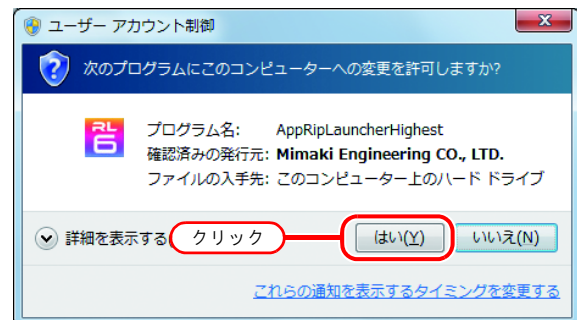 ユーザー アカウント制御
次のプログラムにこのコンピューターへの変更を許可しますか?
RL
6
プログラム名: AppRipLauncherHighest
確認済みの発行元: Mimaki Engineering CO., LTD.
ファイルの入手先: このコンピューター上のハード ドライブ
詳細を表示する クリック はい(Y) いいえ(N)
これらの通知を表示するタイミングを変更する